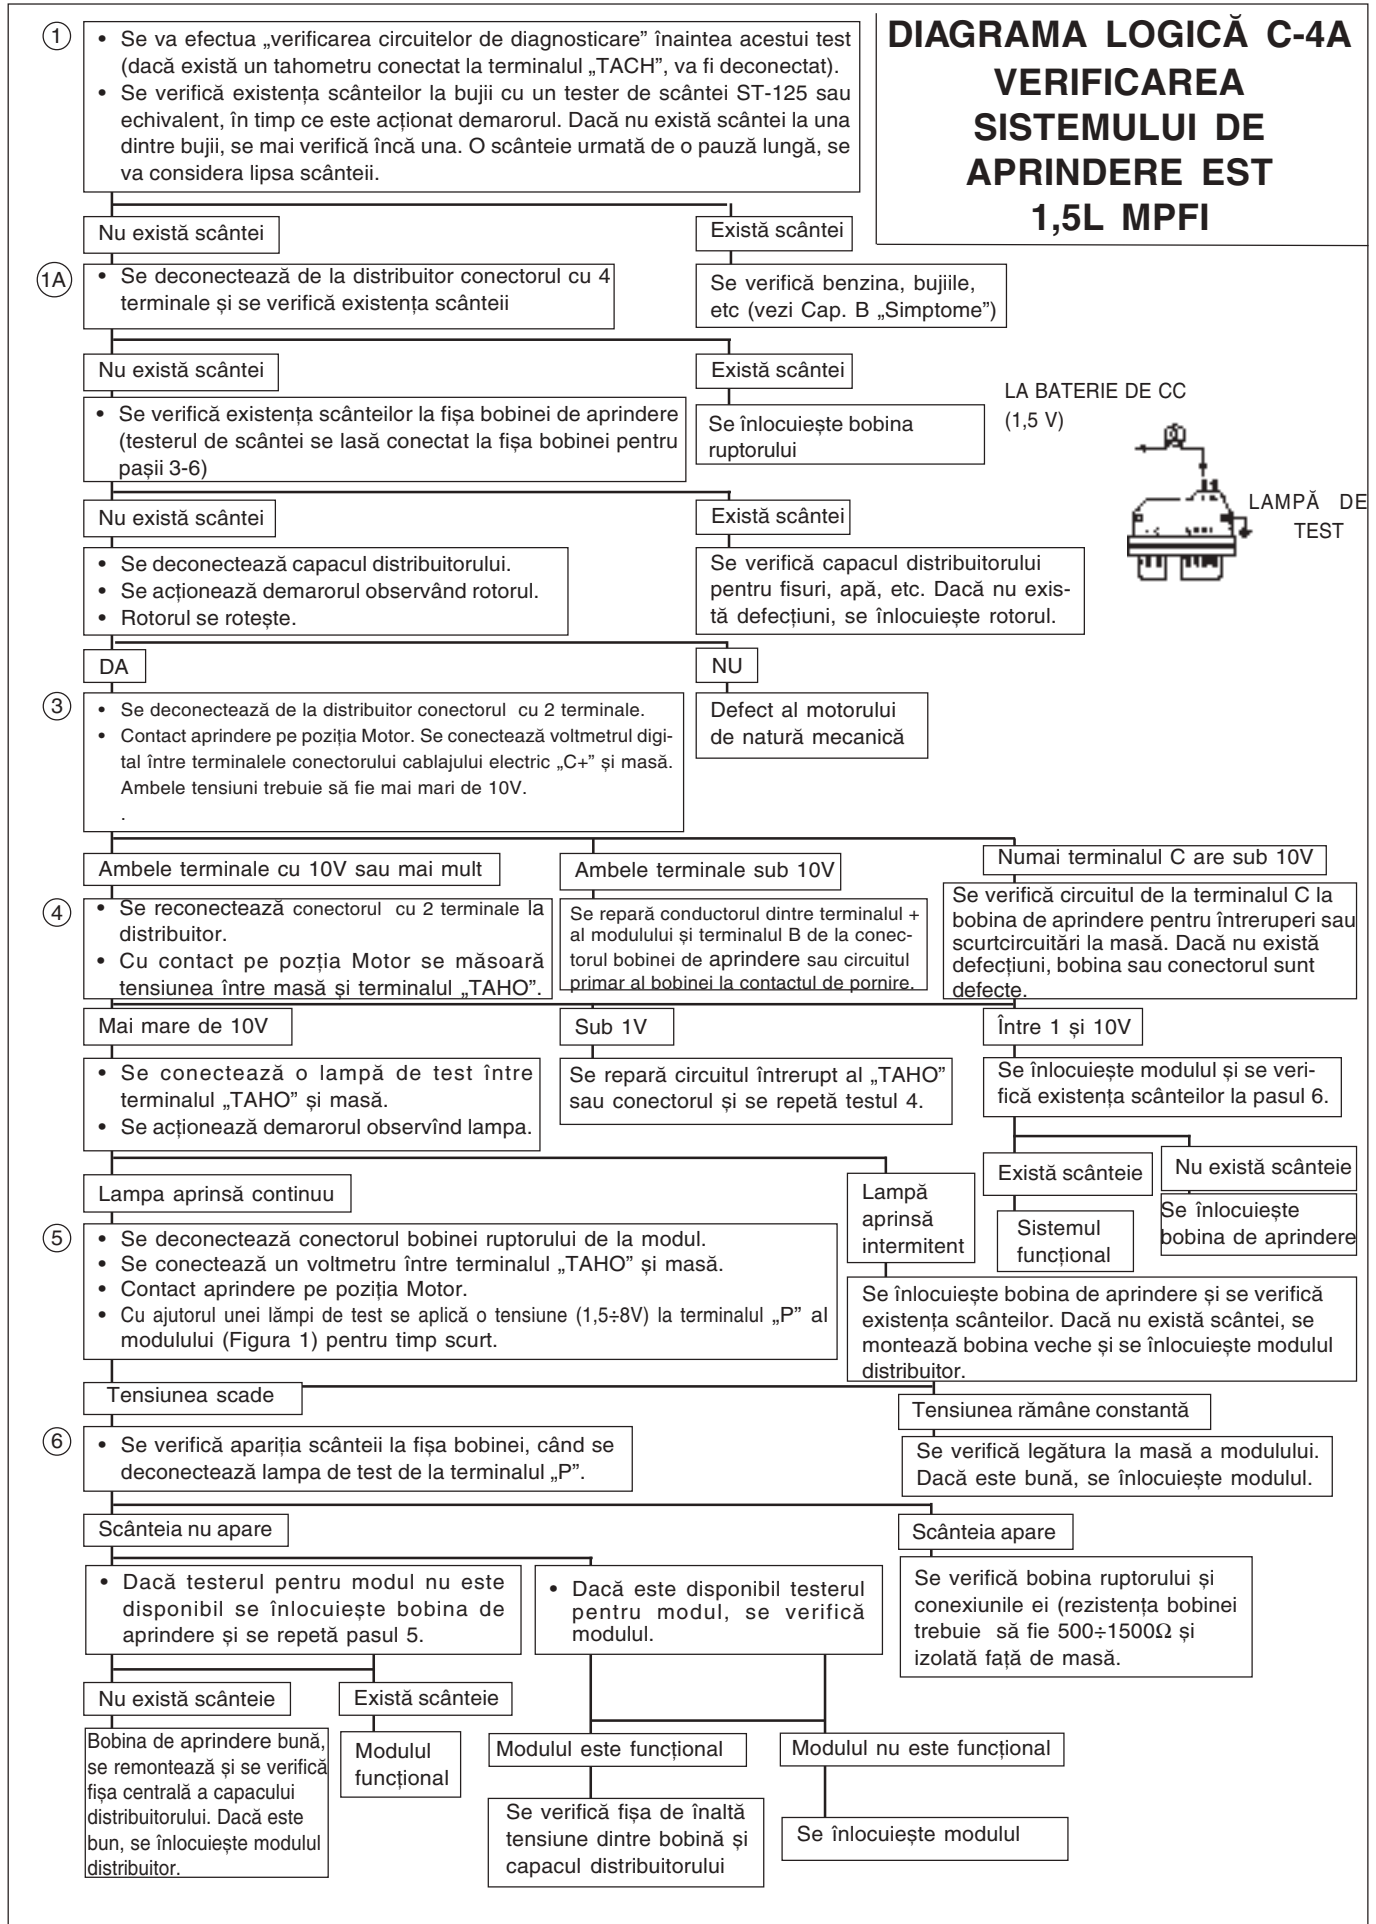 DIAGRAMA LOGICĂ C-4A
VERIFICAREA
SISTEMULUI DE
APRINDERE EST
1,5L MPFI
1
• Se va efectua „verificarea circuitelor de diagnosticare” înaintea acestui test
(dacă există un tahometru conectat la terminalul „TACH”, va fi deconectat).
• Se verifică existența scânteilor la bujii cu un tester de scântei ST-125 sau
echivalent, în timp ce este acționat demarorul. Dacă nu există scântei la una
dintre bujii, se mai verifică încă una. O scânteie urmată de o pauză lungă, se
va considera lipsa scânteii.
Nu există scântei
Există scântei
1A
• Se deconectează de la distribuitor conectorul cu 4
terminale și se verifică existența scânteii
Se verifică benzina, bujiile,
etc (vezi Cap. B „Simptome”)
Nu există scântei
Există scântei
• Se verifică existența scânteilor la fișa bobinei de aprindere
(testerul de scântei se lasă conectat la fișa bobinei pentru
pașii 3-6)
Se înlocuiește bobina
ruptorului
LA BATERIE DE CC
(1,5 V)
LAMPĂ DE
TEST
Nu există scântei
Există scântei
• Se deconectează capacul distribuitorului.
• Se acționează demarorul observând rotorul.
• Rotorul se rotește.
Se verifică capacul distribuitorului
pentru fisuri, apă, etc. Dacă nu exis-
tă defecțiuni, se înlocuiește rotorul.
DA
NU
3
• Se deconectează de la distribuitor conectorul cu 2 terminale.
• Contact aprindere pe poziția Motor. Se conectează voltmetrul digi-
tal între terminalele conectorului cablajului electric „C+” și masă.
Ambele tensiuni trebuie să fie mai mari de 10V.
.
Defect al motorului
de natură mecanică
Ambele terminale cu 10V sau mai mult
Ambele terminale sub 10V
Numai terminalul C are sub 10V
4
• Se reconectează conectorul cu 2 terminale la
distribuitor.
• Cu contact pe pozția Motor se măsoară
tensiunea între masă și terminalul „TAHO”.
Se repară conductorul dintre terminalul +
al modulului și terminalul B de la conec-
torul bobinei de aprindere sau circuitul
primar al bobinei la contactul de pornire.
Se verifică circuitul de la terminalul C la
bobina de aprindere pentru întreruperi sau
scurtcircuitări la masă. Dacă nu există
defecțiuni, bobina sau conectorul sunt
defecte.
Mai mare de 10V
Sub 1V
Între 1 și 10V
• Se conectează o lampă de test între
terminalul „TAHO” și masă.
• Se acționează demarorul observînd lampa.
Se repară circuitul întrerupt al „TAHO”
sau conectorul și se repetă testul 4.
Se înlocuiește modulul și se veri-
fică existența scânteilor la pasul 6.
Lampa aprinsă continuu
Lampă
aprinsă
intermitent
Există scânteie
Nu există scânteie
Sistemul
funcțional
Se înlocuiește
bobina de aprindere
5
• Se deconectează conectorul bobinei ruptorului de la modul.
• Se conectează un voltmetru între terminalul „TAHO” și masă.
• Contact aprindere pe poziția Motor.
• Cu ajutorul unei lămpi de test se aplică o tensiune (1,5÷8V) la terminalul „P” al
modulului (Figura 1) pentru timp scurt.
Se înlocuiește bobina de aprindere și se verifică
existența scânteilor. Dacă nu există scântei, se
montează bobina veche și se înlocuiește modulul
distribuitor.
Tensiunea scade
Tensiunea rămâne constantă
6
• Se verifică apariția scânteii la fișa bobinei, când se
deconectează lampa de test de la terminalul „P”.
Se verifică legătura la masă a modulului.
Dacă este bună, se înlocuiește modulul.
Scânteia nu apare
Scânteia apare
• Dacă testerul pentru modul nu este
disponibil se înlocuiește bobina de
aprindere și se repetă pasul 5.
• Dacă este disponibil testerul
pentru modul, se verifică
modulul.
Se verifică bobina ruptorului și
conexiunile ei (rezistența bobinei
trebuie să fie 500÷1500Ω și
izolată față de masă.
Nu există scânteie
Există scânteie
Bobina de aprindere bună,
se remontează și se verifică
fișa centrală a capacului
distribuitorului. Dacă este
bun, se înlocuiește modulul
distribuitor.
Modulul
funcțional
Modulul este funcțional
Modulul nu este funcțional
Se verifică fișa de înaltă
tensiune dintre bobină și
capacul distribuitorului
Se înlocuiește modulul